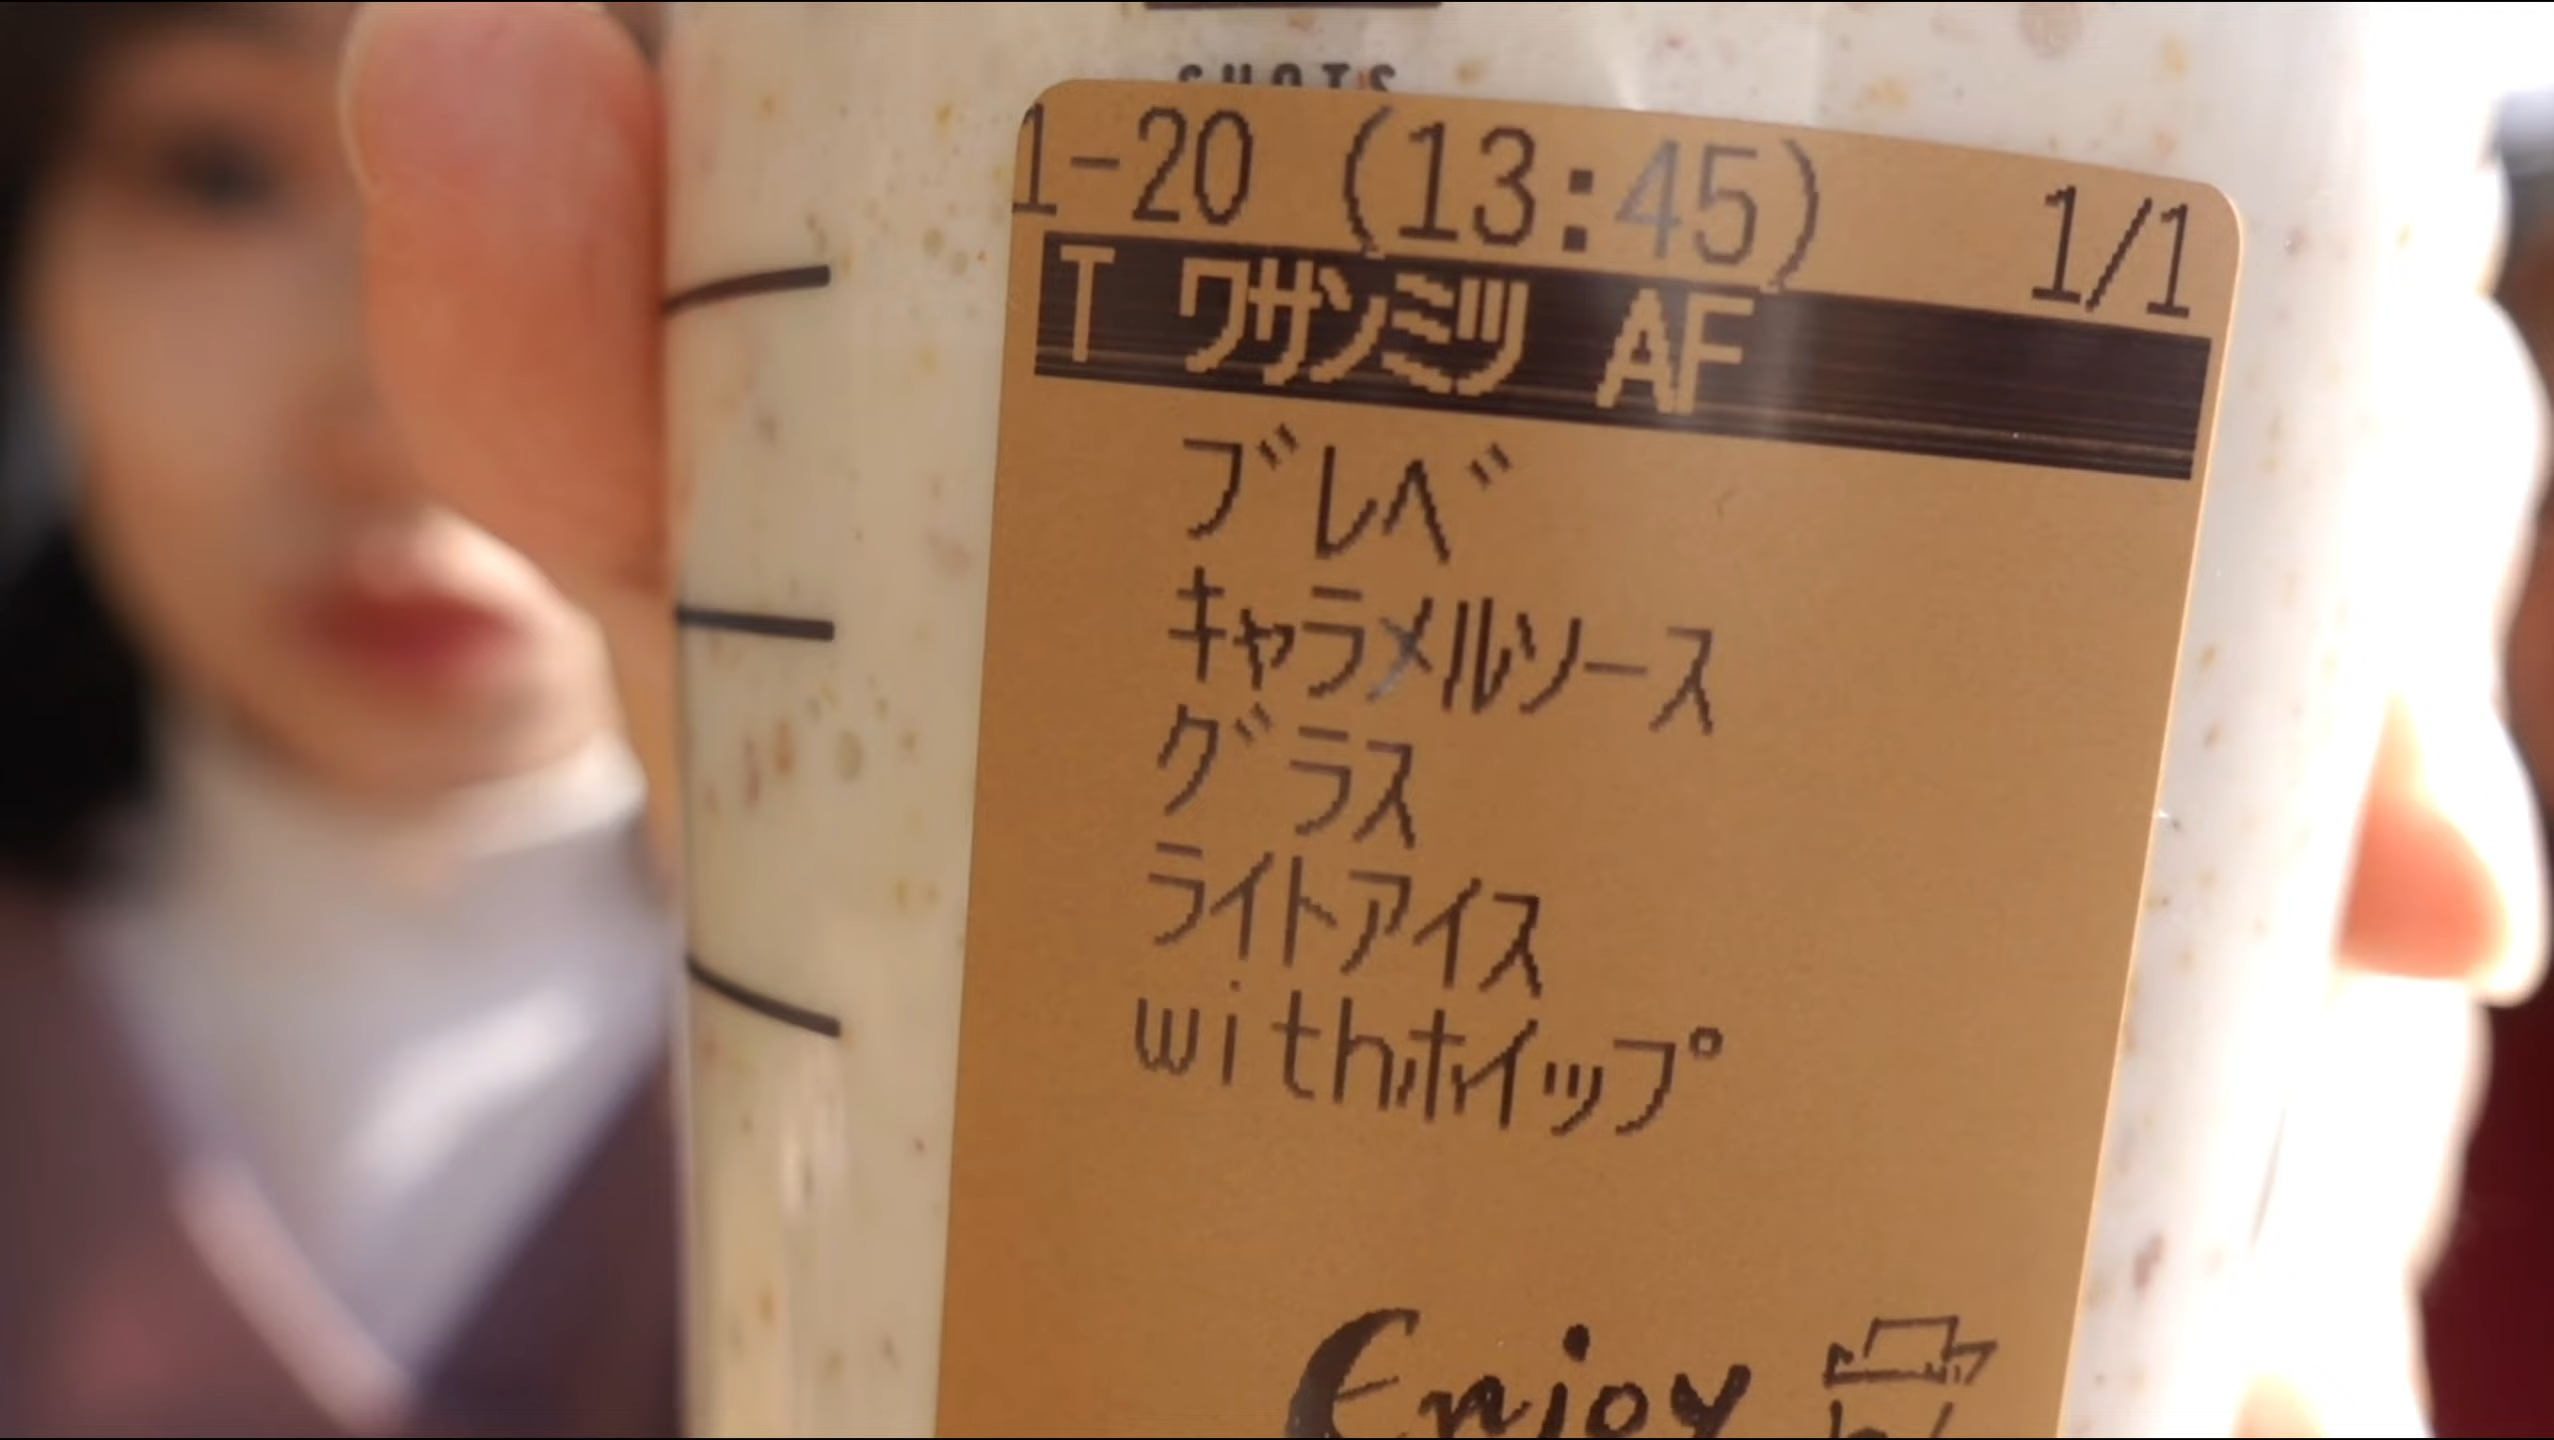 SHOTS
1-20 (13:45) 1/1
T ワサンミツ AF
ブレベ
キャラメルソース
グラス
ライトアイス
withホイップ
Enjoy